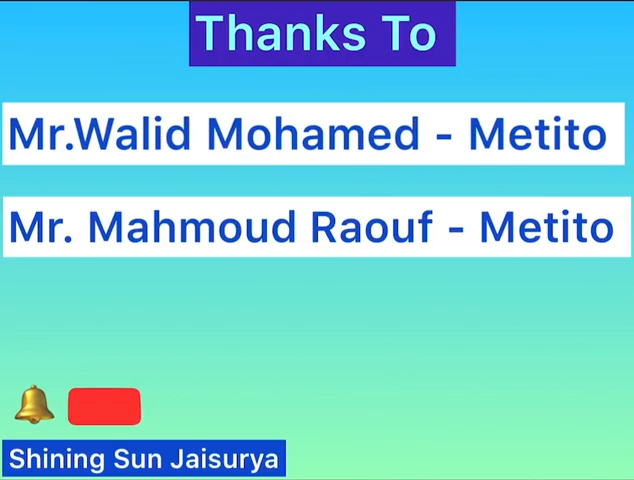 Thanks To
Mr.Walid Mohamed - Metito
Mr. Mahmoud Raouf - Metito
Shining Sun Jaisurya